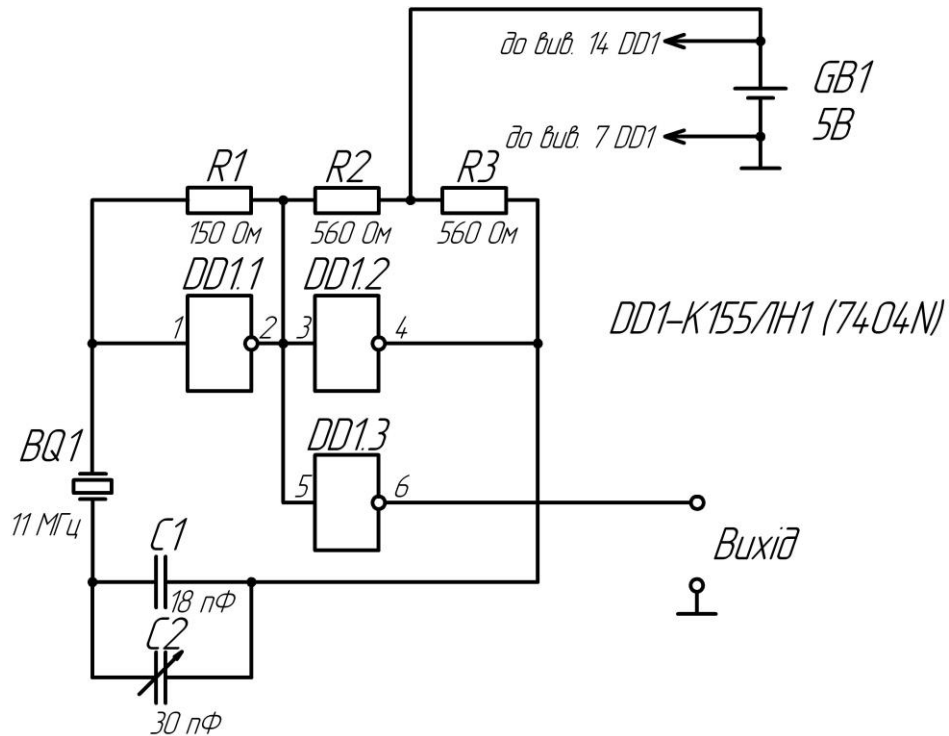 до вив. 14 DD1
GB1
5В
до вив. 7 DD1
R1
R2
R3
150 Ом
560 Ом
560 Ом
DD1.1
DD1.2
DD1-К155ЛН1 (7404N)
1
2
3
4
DD1.3
BQ1
5
6
11 МГц
Вихід
C1
18 пФ
C2
30 пФ